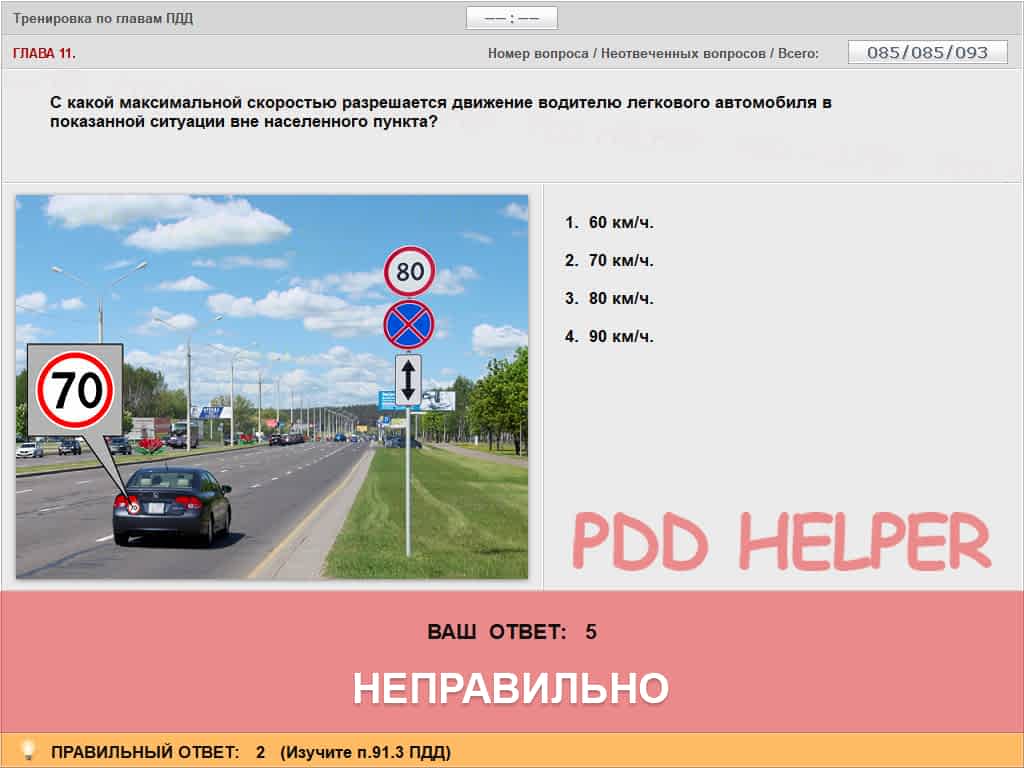 Тренировка по главам ПДД
—— : ——
ГЛАВА 11.
Номер вопроса / Неотвеченных вопросов / Всего:
085/085/093
С какой максимальной скоростью разрешается движение водителю легкового автомобиля в
показанной ситуации вне населенного пункта?
80
70
70
1. 60 км/ч.
2. 70 км/ч.
3. 80 км/ч.
4. 90 км/ч.
PDD HELPER
ВАШ ОТВЕТ: 5
НЕПРАВИЛЬНО
ПРАВИЛЬНЫЙ ОТВЕТ: 2 (Изучите п.91.3 ПДД)